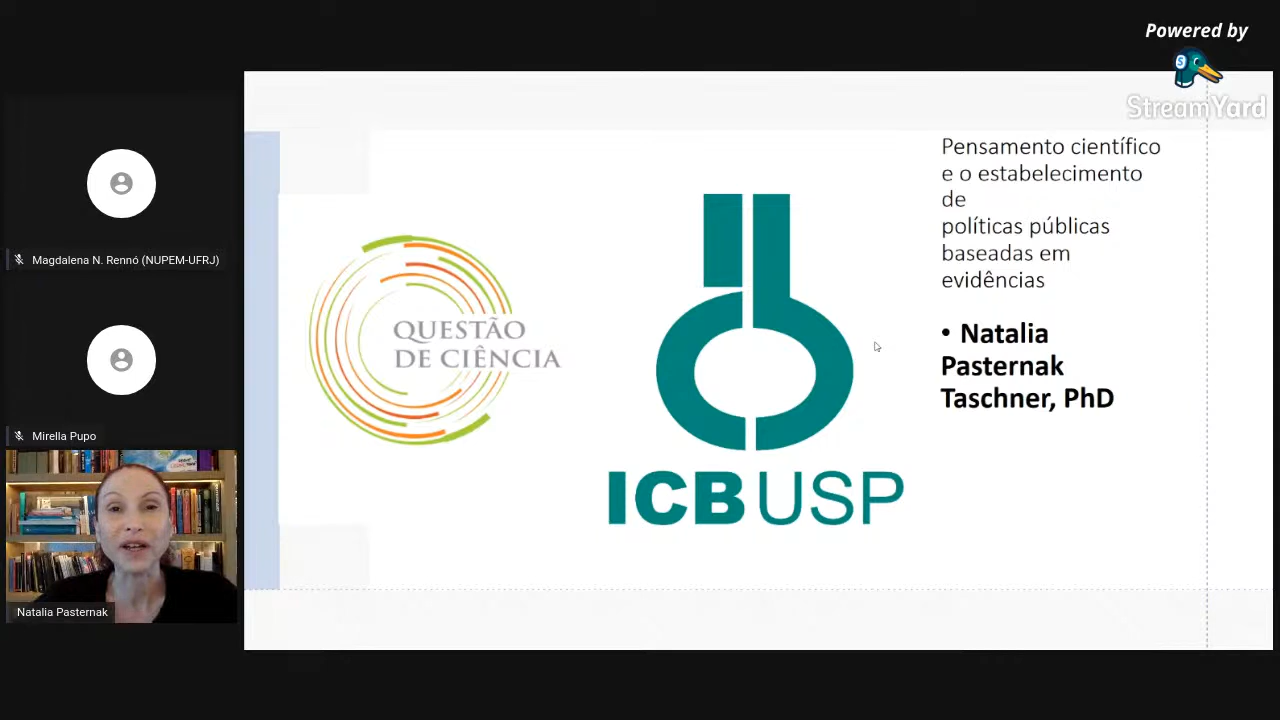 Powered by
StreamYard
Magdalena N. Rennó (NUPEM-UFRJ)
Mirella Pupo
Natalia Pasternak
QUESTÃO
DE CIÊNCIA
ICBUSP
Pensamento científico
e o estabelecimento
de
políticas públicas
baseadas em
evidências
• Natalia
Pasternak
Taschner, PhD